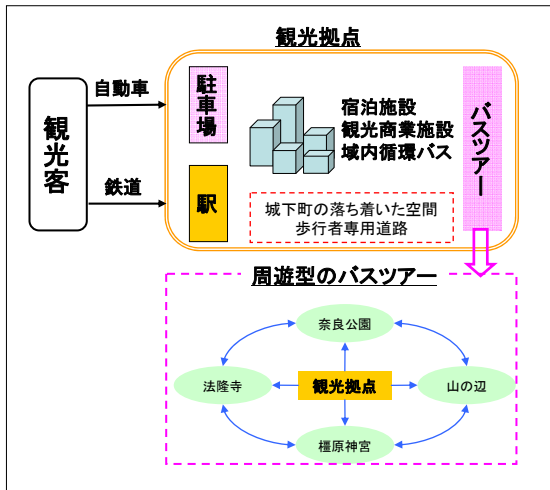 観光拠点
観光客
自動車
鉄道
駐車場
駅
宿泊施設
観光商業施設
域内循環バス
城下町の落ち着いた空間
歩行者専用道路
バスツアー
周遊型のバスツアー
奈良公園
法隆寺
観光拠点
山の辺
橿原神宮